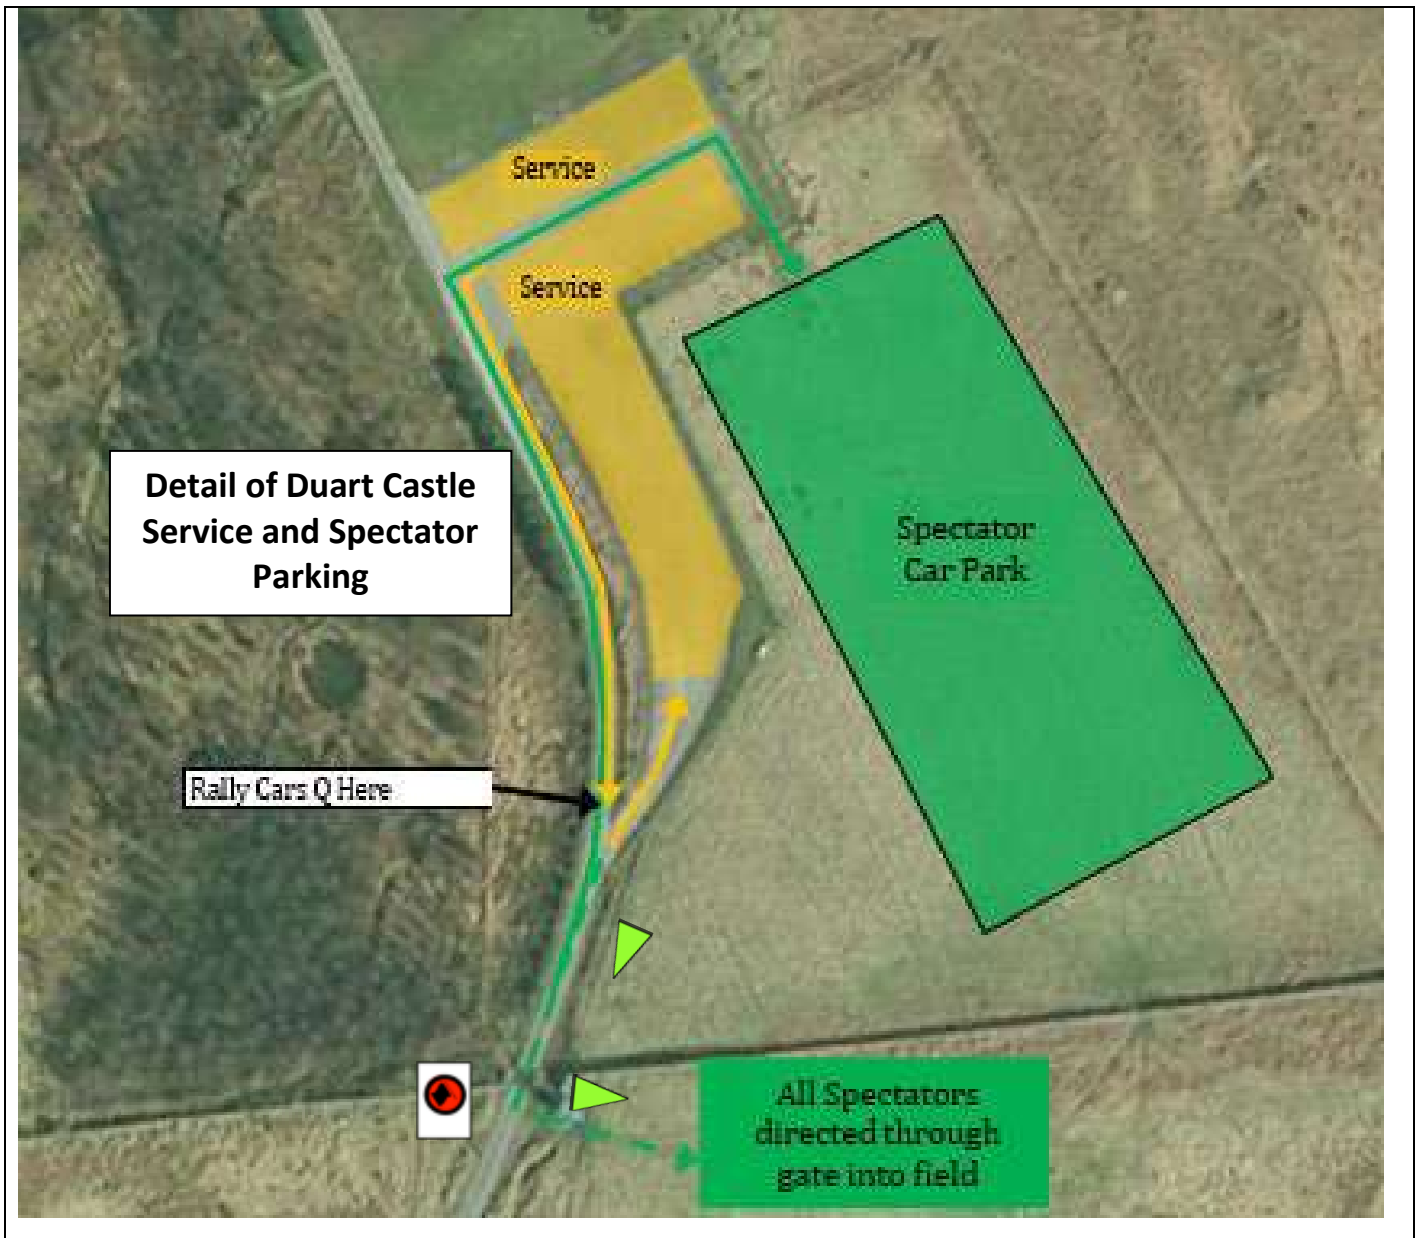 Service
Service
Detail of Duart Castle
Service and Spectator
Parking
Spectator
Car Park
Rally Cars Q Here
All Spectators
directed through
gate into field